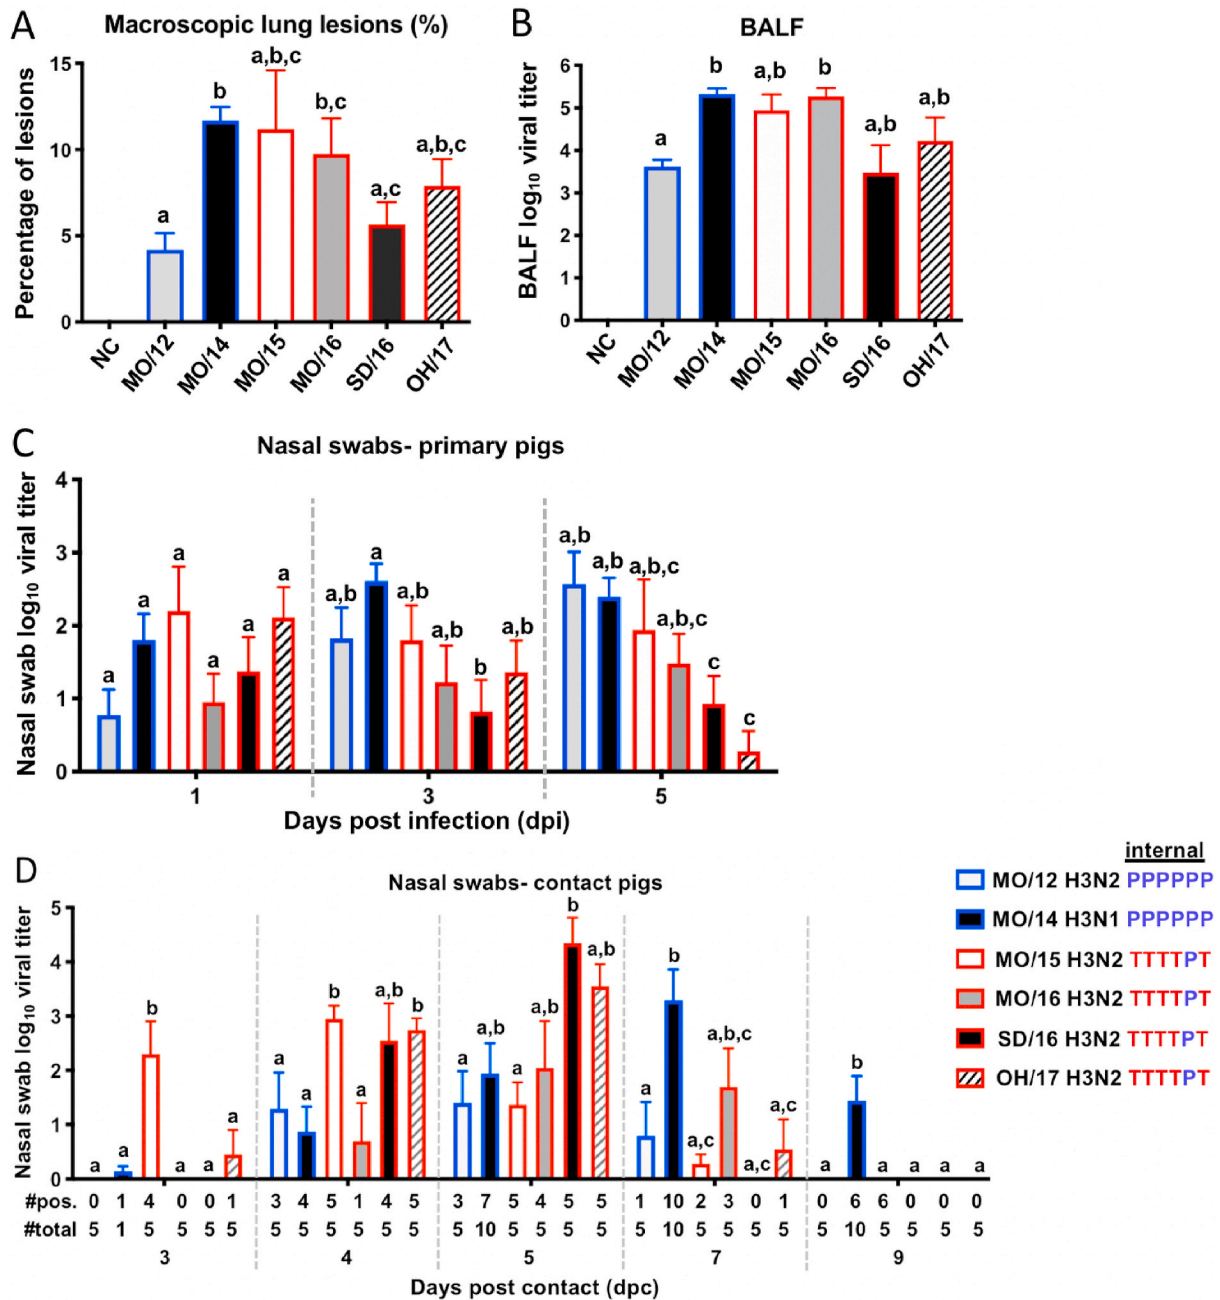 A
Macroscopic lung lesions (%)
Percentage of lesions
15
10
5
0
a
b
a,b,c
b,c
a,c
a,b,c
NC
MO/12
MO/14
MO/15
MO/16
SD/16
OH/17
B
BALF
BALF log10 viral titer
6
5
4
3
2
1
0
a
b
a,b
b
a,b
a,b
NC
MO/12
MO/14
MO/15
MO/16
SD/16
OH/17
C
Nasal swabs- primary pigs
Nasal swab log10 viral titer
4
3
2
1
0
a a a a a a
a,b a a,b a,b b a,b
a,b a,b a,b,c a,b,c c c
1 3 5
Days post infection (dpi)
D
Nasal swabs- contact pigs
Nasal swab log10 viral titer
5
4
3
2
1
0
a a b a a a
a a b a a,b b
a a,b a a,b b a,b
a b a,c a,b,c a,c a,c
a b a a a a
#pos. 0 1 4 0 0 1 3 4 5 1 4 5 3 7 5 4 5 5 1 10 2 3 0 1 0 6 6 0 0 0
#total 5 1 5 5 5 5 5 5 5 5 5 5 5 10 5 5 5 5 5 10 5 5 5 5 5 10 5 5 5 5
3 4 5 7 9
Days post contact (dpc)
internal
MO/12 H3N2 PPPPPP
MO/14 H3N1 PPPPPP
MO/15 H3N2 TTTTPT
MO/16 H3N2 TTTTPT
SD/16 H3N2 TTTTPT
OH/17 H3N2 TTTTPT